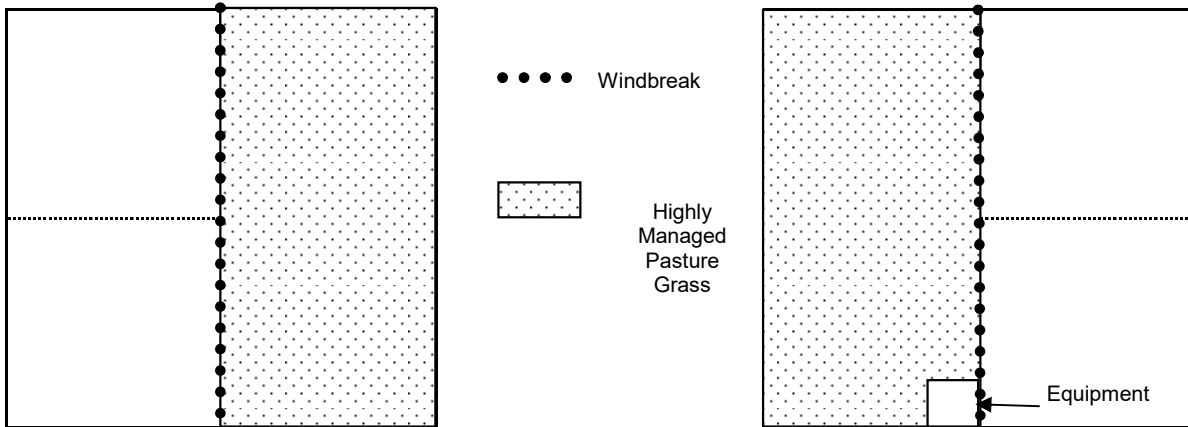 Windbreak
Highly
Managed
Pasture
Grass
Equipment